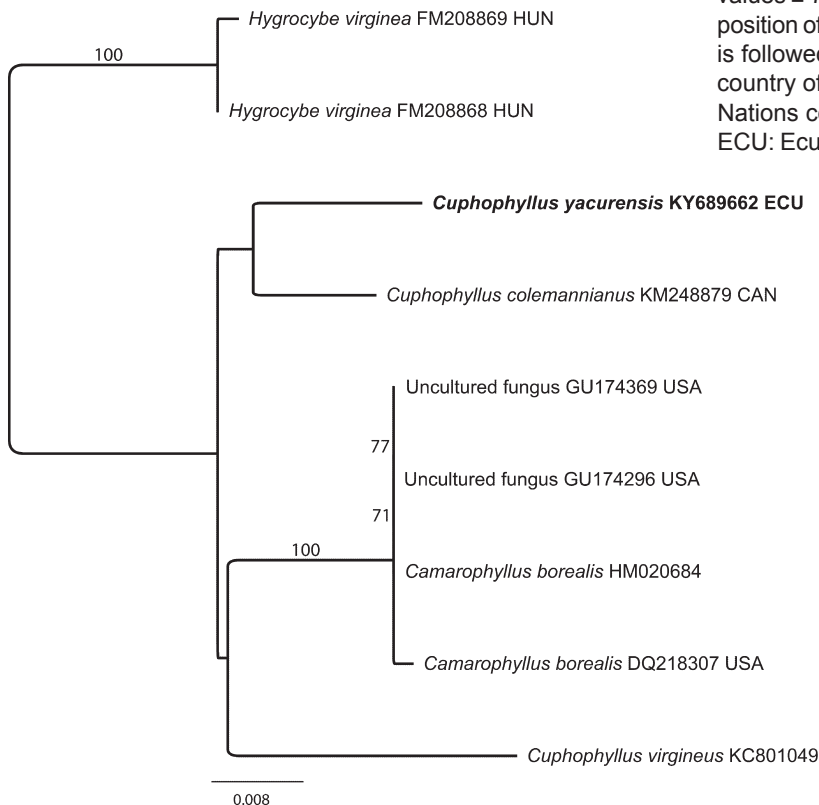 values ≥
position of
is followe
country of
Nations co
ECU: Ecu
Hygrocybe virginea FM208869 HUN
100
Hygrocybe virginea FM208868 HUN
Cuphophyllus yacurensis KY689662 ECU
Cuphophyllus colemannianus KM248879 CAN
Uncultured fungus GU174369 USA
77
Uncultured fungus GU174296 USA
71
100
Camarophyllus borealis HM020684
Camarophyllus borealis DQ218307 USA
Cuphophyllus virgineus KC801049
0.008